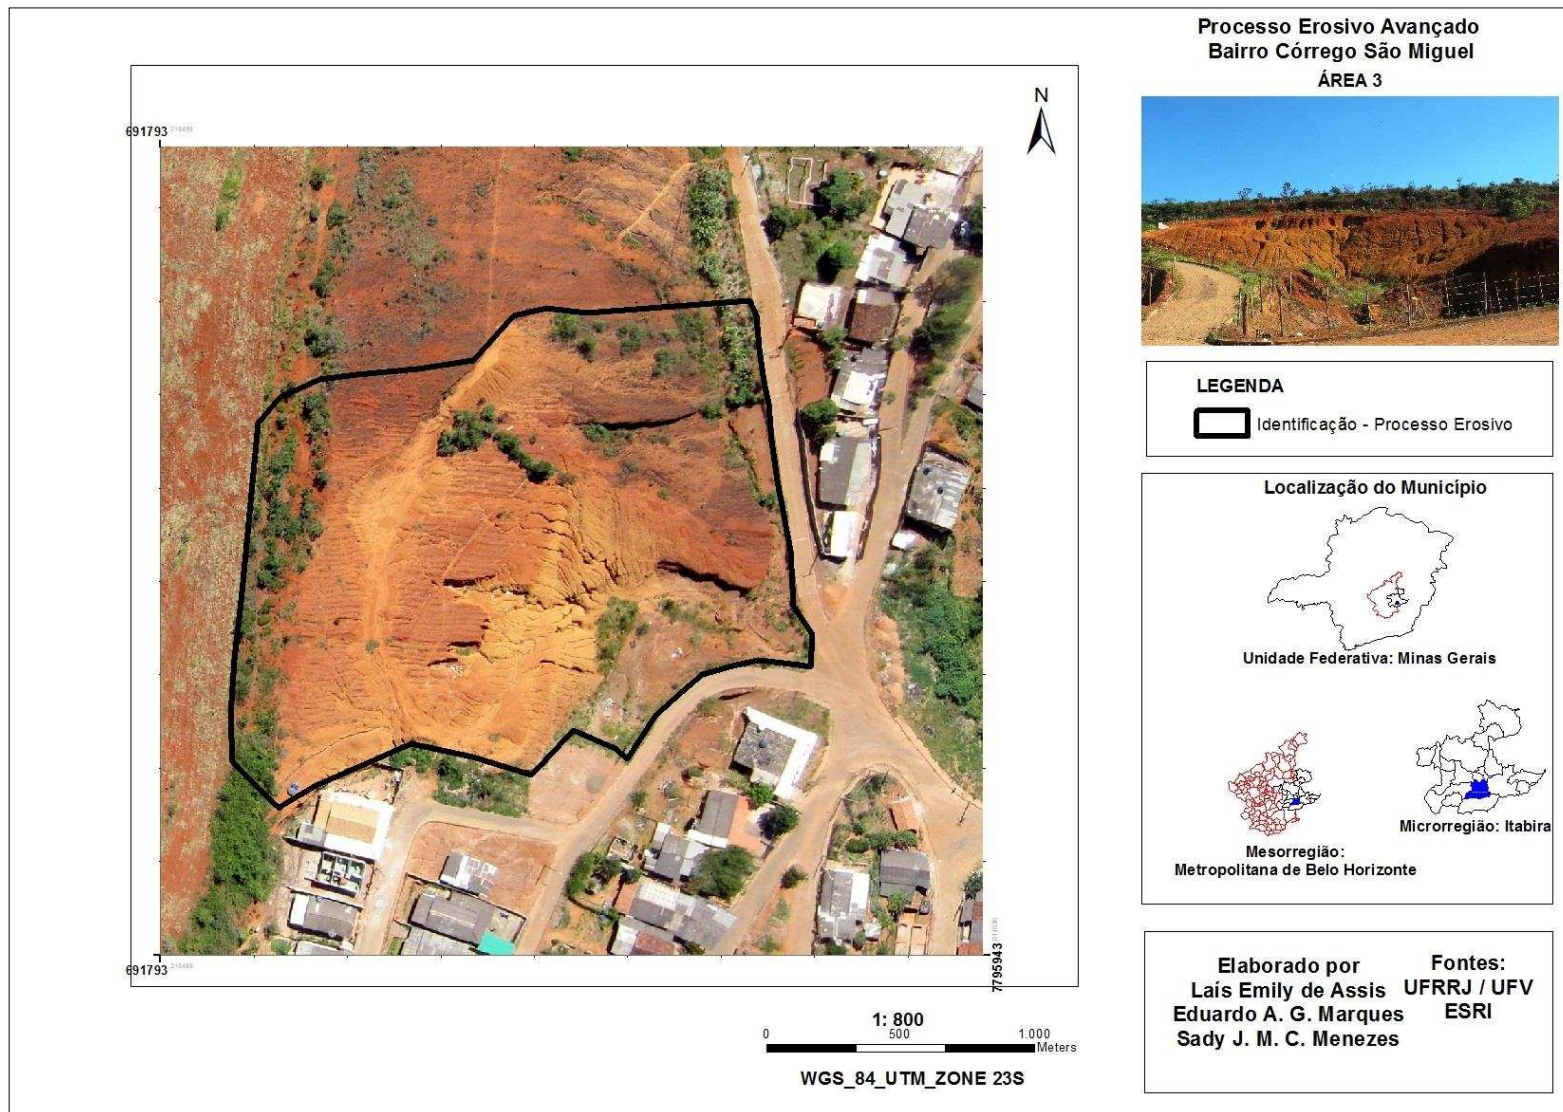 Processo Erosivo Avançado
Bairro Córrego São Miguel
ÁREA 3
N
691793
LEGENDA
Identificação - Processo Erosivo
Localização do Município
Unidade Federativa: Minas Gerais
Mesorregião:
Metropolitana de Belo Horizonte
Microrregião: Itabira
691793
7795943
1: 800
0 500 1.000
Meters
WGS_84_UTM_ZONE 23S
Elaborado por
Laís Emily de Assis
Eduardo A. G. Marques
Sady J. M. C. Menezes
Fontes:
UFRRJ / UFV
ESRI